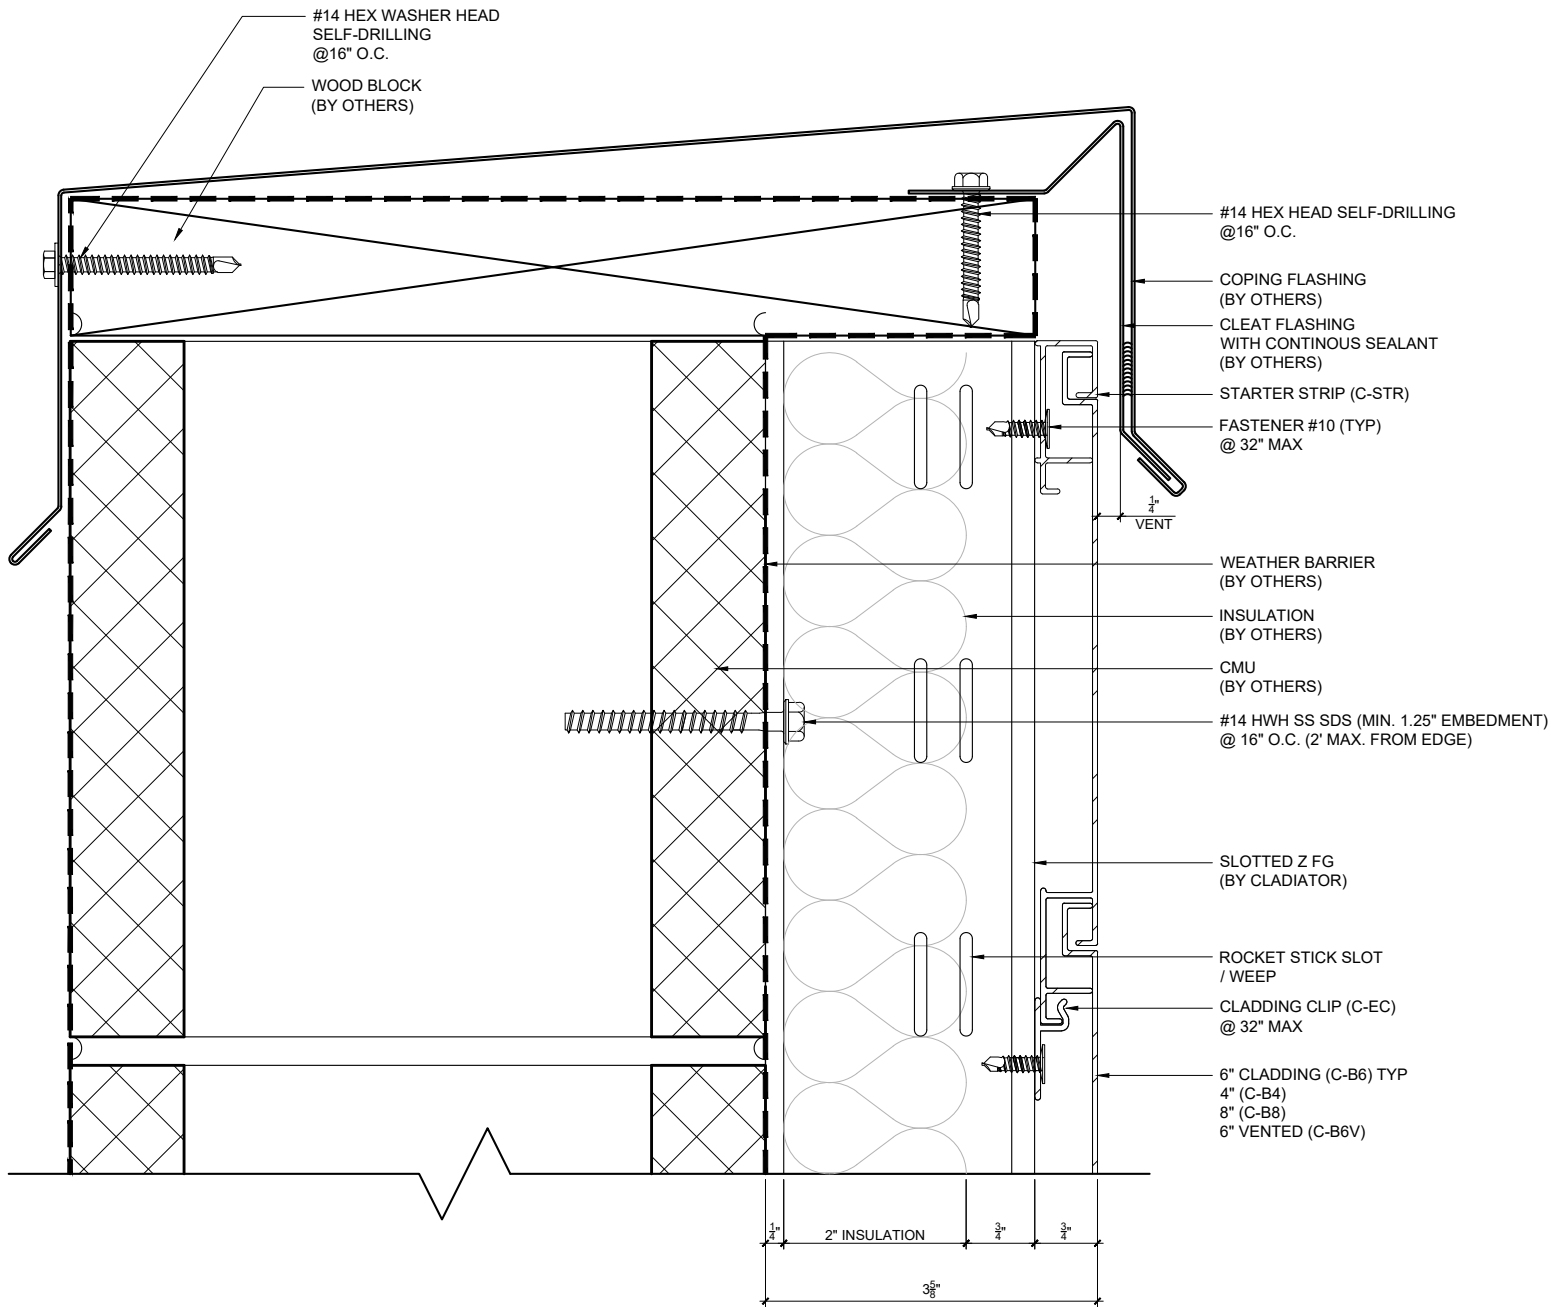 #14 HEX WASHER HEAD
SELF-DRILLING
@16" O.C.
WOOD BLOCK
(BY OTHERS)
#14 HEX HEAD SELF-DRILLING
@16" O.C.
COPING FLASHING
(BY OTHERS)
CLEAT FLASHING
WITH CONTINOUS SEALANT
(BY OTHERS)
STARTER STRIP (C-STR)
FASTENER #10 (TYP)
@ 32" MAX
1/4"
VENT
WEATHER BARRIER
(BY OTHERS)
INSULATION
(BY OTHERS)
CMU
(BY OTHERS)
#14 HWH SS SDS (MIN. 1.25" EMBEDMENT)
@ 16" O.C. (2' MAX. FROM EDGE)
SLOTTED Z FG
(BY CLADIATOR)
ROCKET STICK SLOT
/ WEEP
CLADDING CLIP (C-EC)
@ 32" MAX
6" CLADDING (C-B6) TYP
4" (C-B4)
8" (C-B8)
6" VENTED (C-B6V)
1/4" 2" INSULATION 3/4" 3/4"
3 5/8"